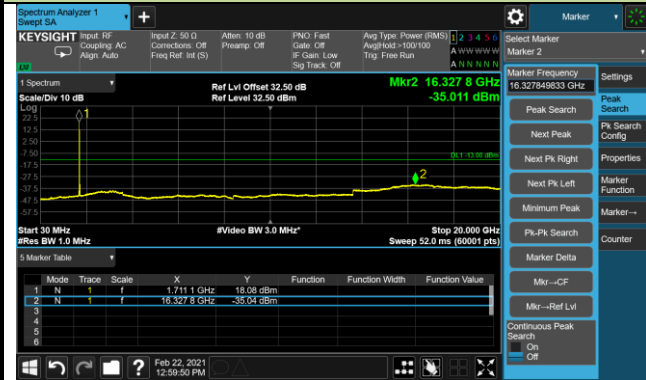 Spectrum Analyzer 1
Swept SA
+
Marker
KEYSIGHT
Input: RF
Coupling: AC
Align: Auto
Input Z: 50 Ω
Corrections: Off
Freq Ref: Int (S)
Atten: 10 dB
Preamp: Off
PNO: Fast
Gate: Off
IF Gain: Low
Sig Track: Off
Avg Type: Power (RMS)
Avg|Hold:>100/100
Trig: Free Run
1 2 3 4 5 6
A W W W W W
A N N N N N
Select Marker
Marker 2
1 Spectrum
Scale/Div 10 dB
Log
Ref Lvl Offset 32.50 dB
Ref Level 32.50 dBm
Mkr2 16.327 8 GHz
-35.011 dBm
22.5
12.5
2.50
-7.50
-17.5
-27.5
-37.5
-47.5
-57.5
1
2
DL1 -13.00 dBm
Start 30 MHz
#Res BW 1.0 MHz
#Video BW 3.0 MHz*
Stop 20.000 GHz
Sweep 52.0 ms (60001 pts)
5 Marker Table
Mode Trace Scale X Y Function Function Width Function Value
1 N 1 f 1.711 1 GHz 18.08 dBm
2 N 1 f 16.327 8 GHz -35.04 dBm
3
4
5
6
Marker Frequency
16.327849833 GHz
Peak Search
Next Peak
Next Pk Right
Next Pk Left
Minimum Peak
Pk-Pk Search
Marker Delta
Mkr→CF
Mkr→Ref Lvl
Continuous Peak
Search
On
Off
Settings
Peak
Search
Pk Search
Config
Properties
Marker
Function
Marker→
Counter
?
Feb 22, 2021
12:59:50 PM